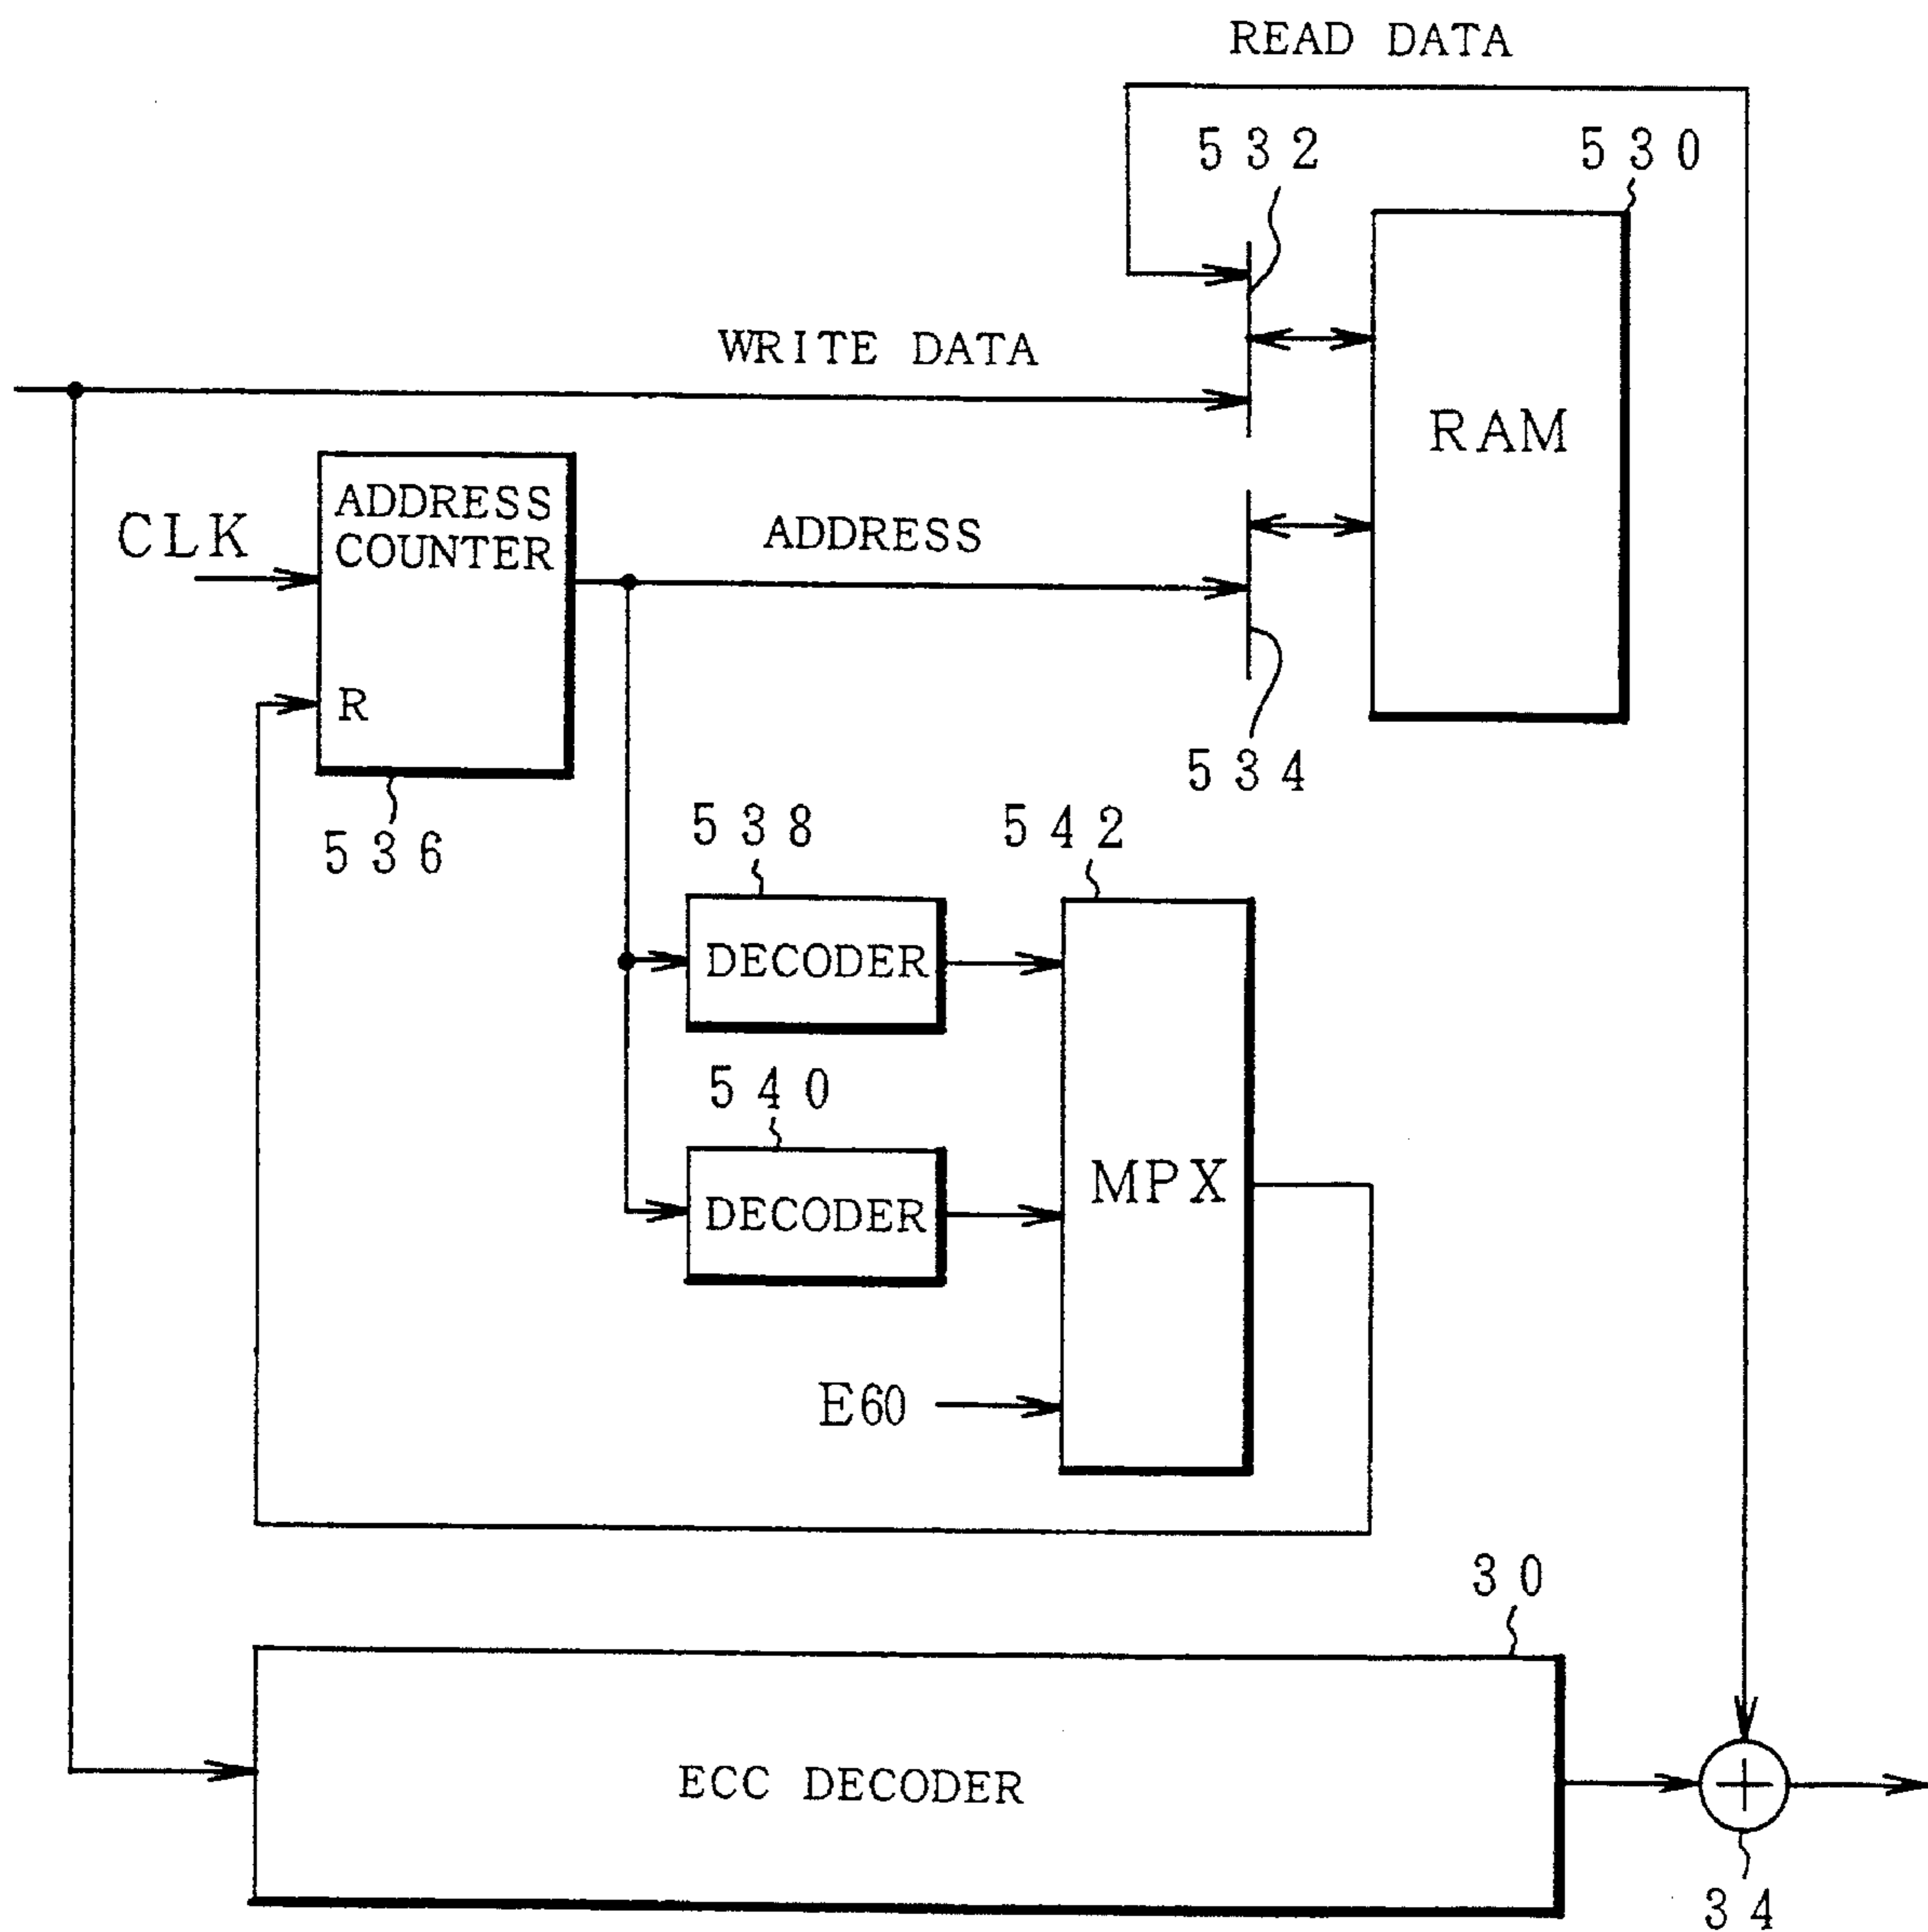 READ DATA
532
530
WRITE DATA
RAM
ADDRESS
COUNTER
CLK
ADDRESS
R
534
536
538
542
DECODER
540
MPX
DECODER
E60
30
ECC DECODER
34